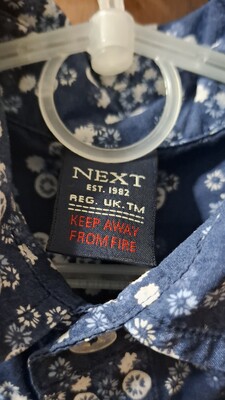 NEXT
EST. 1982
REG. UK. TM
KEEP AWAY
FROM FIRE